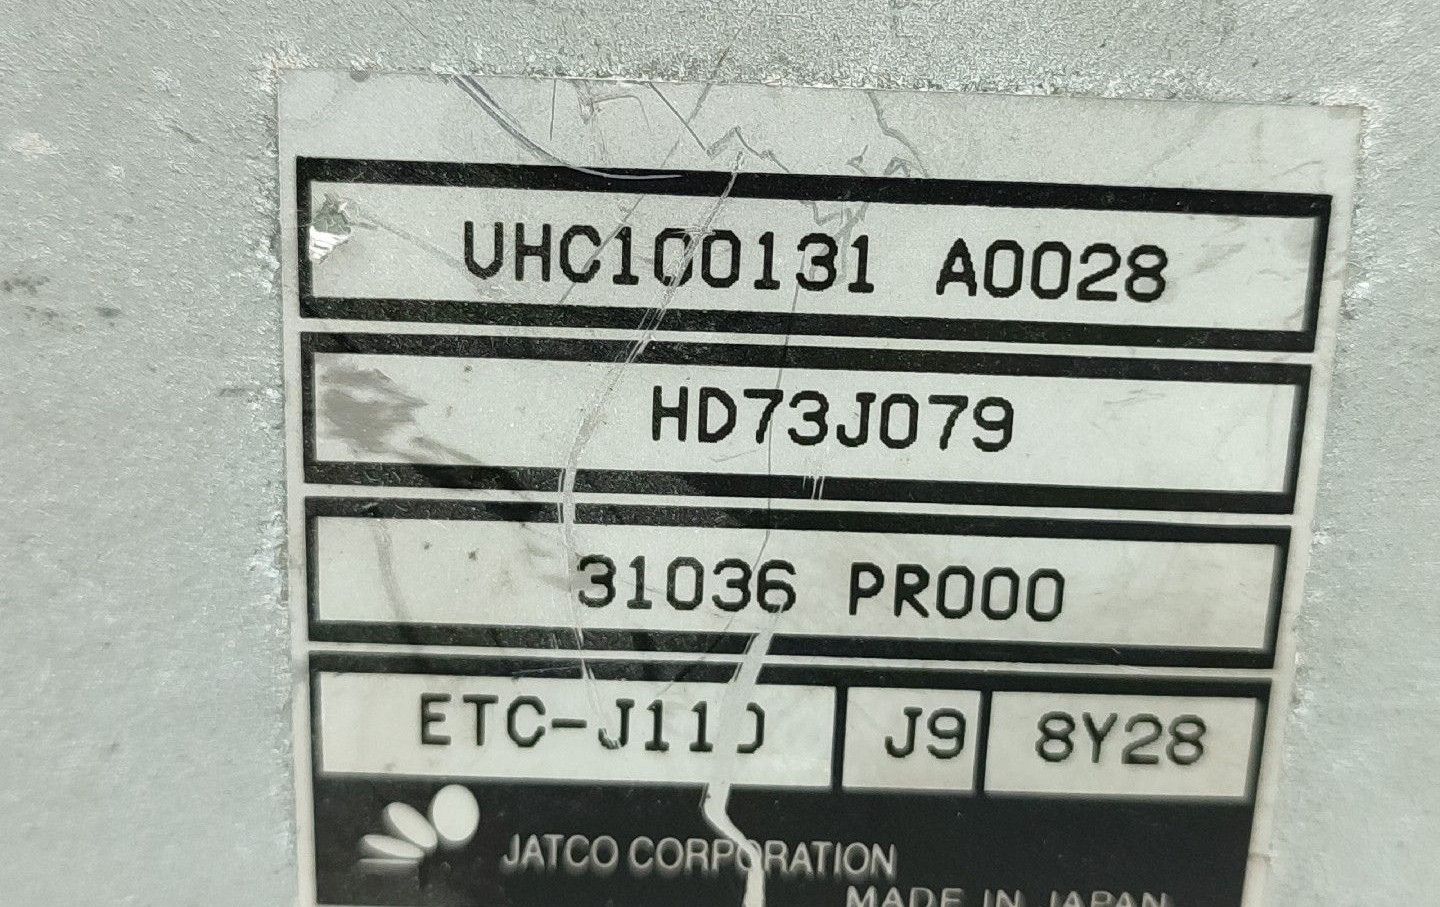 UHC100131 A0028
HD73J079
31036 PR000
ETC-J110 J9 8Y28
JATCO CORPORATION
MADE IN JAPAN